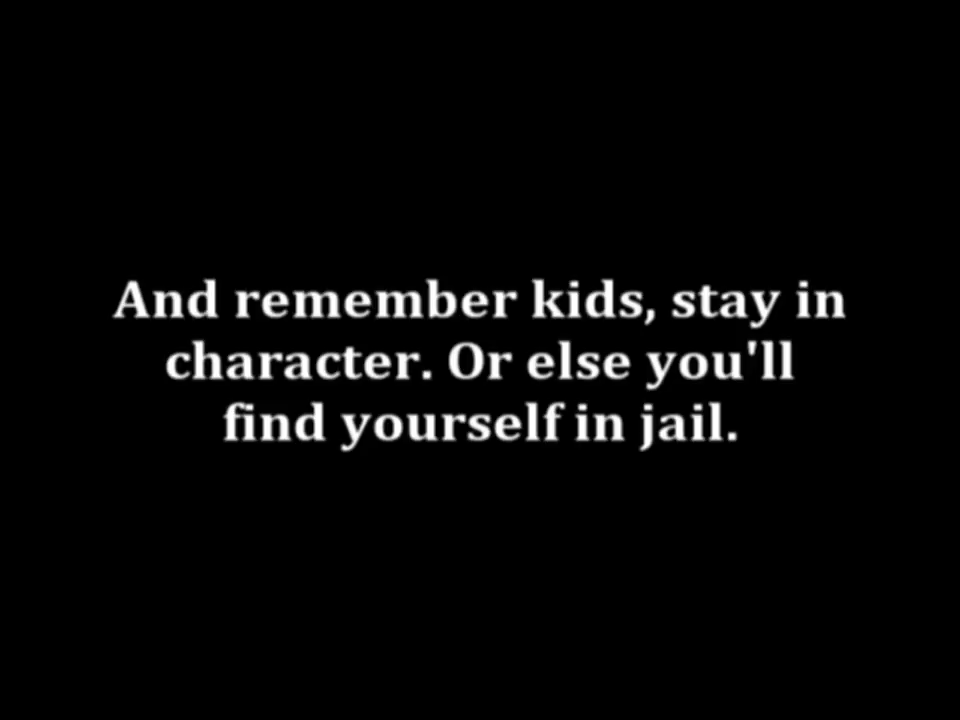 And remember kids, stay in
character. Or else you'll
find yourself in jail.